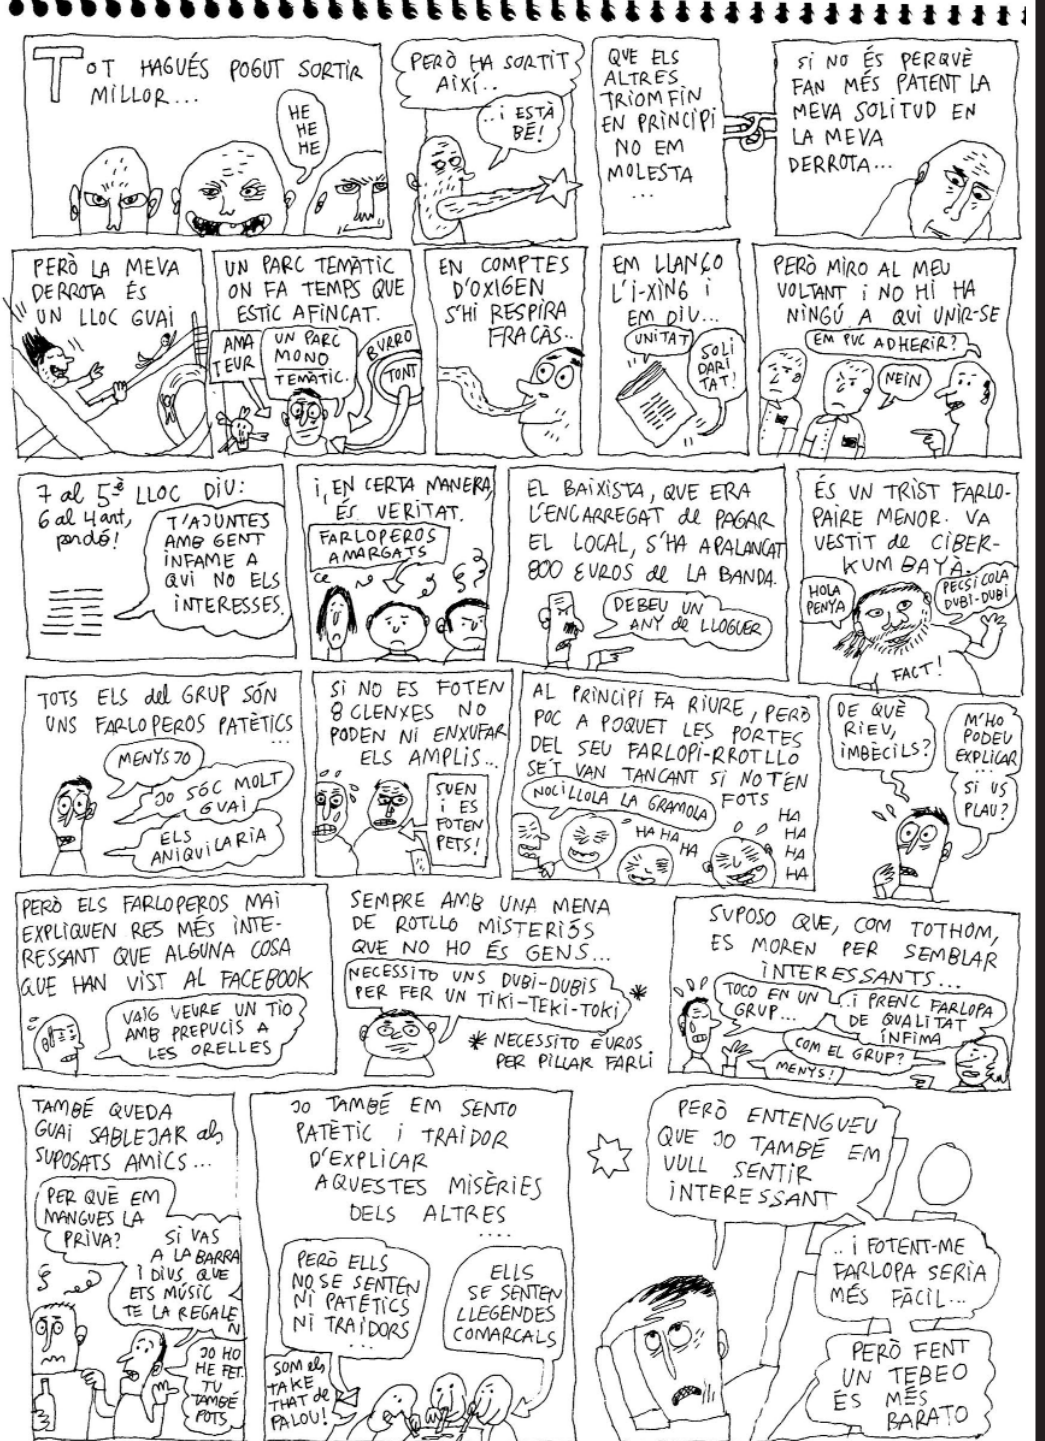 TOT HAGUÉS POGUT SORTIR
MILLOR...
HE
HE
HE
PERÒ HA SORTIT
AIXÍ..
..I ESTÀ
BÉ!
QUE ELS
ALTRES
TRIOMFIN
EN PRINCIPI
NO EM
MOLESTA
...
SI NO ÉS PERQUÈ
FAN MÉS PATENT LA
MEVA SOLITUD EN
LA MEVA
DERROTA...
PERÒ LA MEVA
DERROTA ÉS
UN LLOC GUAI
UN PARC TEMÀTIC
ON FA TEMPS QUE
ESTIC AFINCAT.
AMA
TEUR
UN PARC
MONO
TEMÀTIC.
BURRO
TONT
EN COMPTES
D'OXIGEN
S'HI RESPIRA
FRACÀS..
EM LLANÇO
L'I-XING I
EM DIU...
UNITAT
SOLI
DARI
TAT!
PERÒ MIRO AL MEU
VOLTANT I NO HI HA
NINGÚ A QUI UNIR-SE
EM PUC ADHERIR?
NEIN
7 al 5è LLOC DIU:
6 al 4art,
perdó!
T'AJUNTES
AMB GENT
INFAME A
QUI NO ELS
INTERESSES.
I, EN CERTA MANERA,
ÉS VERITAT.
FARLOPEROS
AMARGATS
EL BAIXISTA, QUE ERA
L'ENCARREGAT del PAGAR
EL LOCAL, S'HA APALANCAT
800 EUROS de LA BANDA.
DEBEU UN
ANY de LLOGUER
ÉS UN TRIST FARLO-
PAIRE MENOR. VA
VESTIT de CIBER-
KUMBAYÀ.
HOLA
PENYA
PECSICOLA
DUBI-DUBI
FACT!
TOTS ELS del GRUP SÓN
UNS FARLOPEROS PATÈTICS
...
MENYS JO
JO SÓC MOLT
GUAI
ELS
ANIQUILARIA
SI NO ES FOTEN
8 CLENXES NO
PODEN NI ENXUFAR
ELS AMPLIS...
SUEN
I ES
FOTEN
PETS!
AL PRINCIPI FA RIURE, PERÒ
POC A POQUET LES PORTES
DEL SEU FARLOPI-RROTLLO
SE'T VAN TANCANT SI NO T'EN
FOTS
NOCILLOLA LA GRAMOLA
HA HA
HA
HA
HA
HA
HA
DE QUÈ
RIEU,
IMBÈCILS?
M'HO
PODEU
EXPLICAR
...
SI US
PLAU?
PERÒ ELS FARLOPEROS MAI
EXPLIQUEN RES MÉS INTE-
RESSANT QUE ALGUNA COSA
QUE HAN VIST AL FACEBOOK
VAIG VEURE UN TIO
AMB PREPUCIS A
LES ORELLES
SEMPRE AMB UNA MENA
DE ROTLLO MISTERIÓS
QUE NO HO ÉS GENS...
NECESSITO UNS DUBI-DUBIS
PER FER UN TIKI-TEKI-TOKI *
* NECESSITO EUROS
PER PILLAR FARLI
SUPOSO QUE, COM TOTHOM,
ES MOREN PER SEMBLAR
INTERESSANTS...
TOCO EN UN
GRUP...
..I PRENC FARLOPA
DE QUALITAT
ÍNFIMA
COM EL GRUP?
MENYS!
TAMBÉ QUEDA
GUAI SABLEJAR als
SUPOSATS AMICS...
PER QUÈ EM
MANGUES LA
PRIVA?
SI VAS
A LA BARRA
I DIUS QUE
ETS MÚSIC
TE LA REGALE
N
JO HO
HE FET.
TU
TAMBÉ
POTS
JO TAMBÉ EM SENTO
PATÈTIC I TRAIDOR
D'EXPLICAR
AQUESTES MISÈRIES
DELS ALTRES
....
PERÒ ELLS
NO SE SENTEN
NI PATÈTICS
NI TRAIDORS
....
ELLS
SE SENTEN
LLEGENDES
COMARCALS
SOM els
TAKE
THAT de
PALOU!
PERÒ ENTENGUEU
QUE JO TAMBÉ EM
VULL SENTIR
INTERESSANT
..I FOTENT-ME
FARLOPA SERIA
MÉS FÀCIL...
PERÒ FENT
UN TEBEO
ÉS MÉS
BARATO